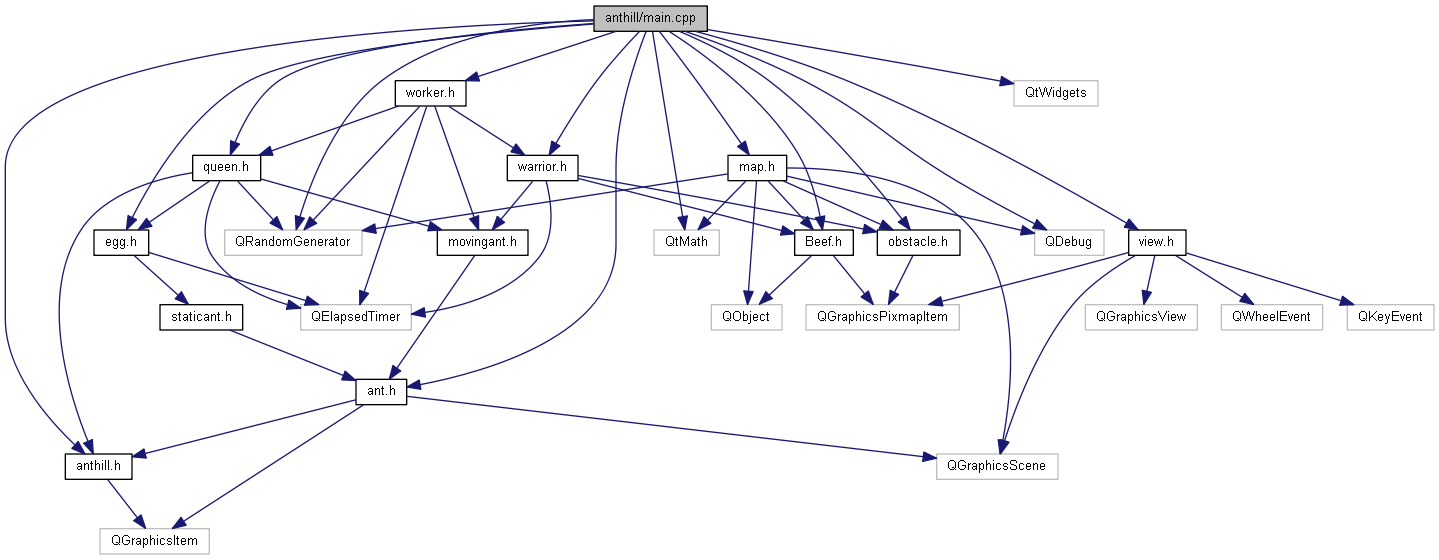 anthill/main.cpp
worker.h
QtWidgets
queen.h
warrior.h
map.h
egg.h
QRandomGenerator
movingant.h
QtMath
Beef.h
obstacle.h
QDebug
view.h
staticant.h
QElapsedTimer
QObject
QGraphicsPixmapItem
QGraphicsView
QWheelEvent
QKeyEvent
ant.h
anthill.h
QGraphicsScene
QGraphicsItem